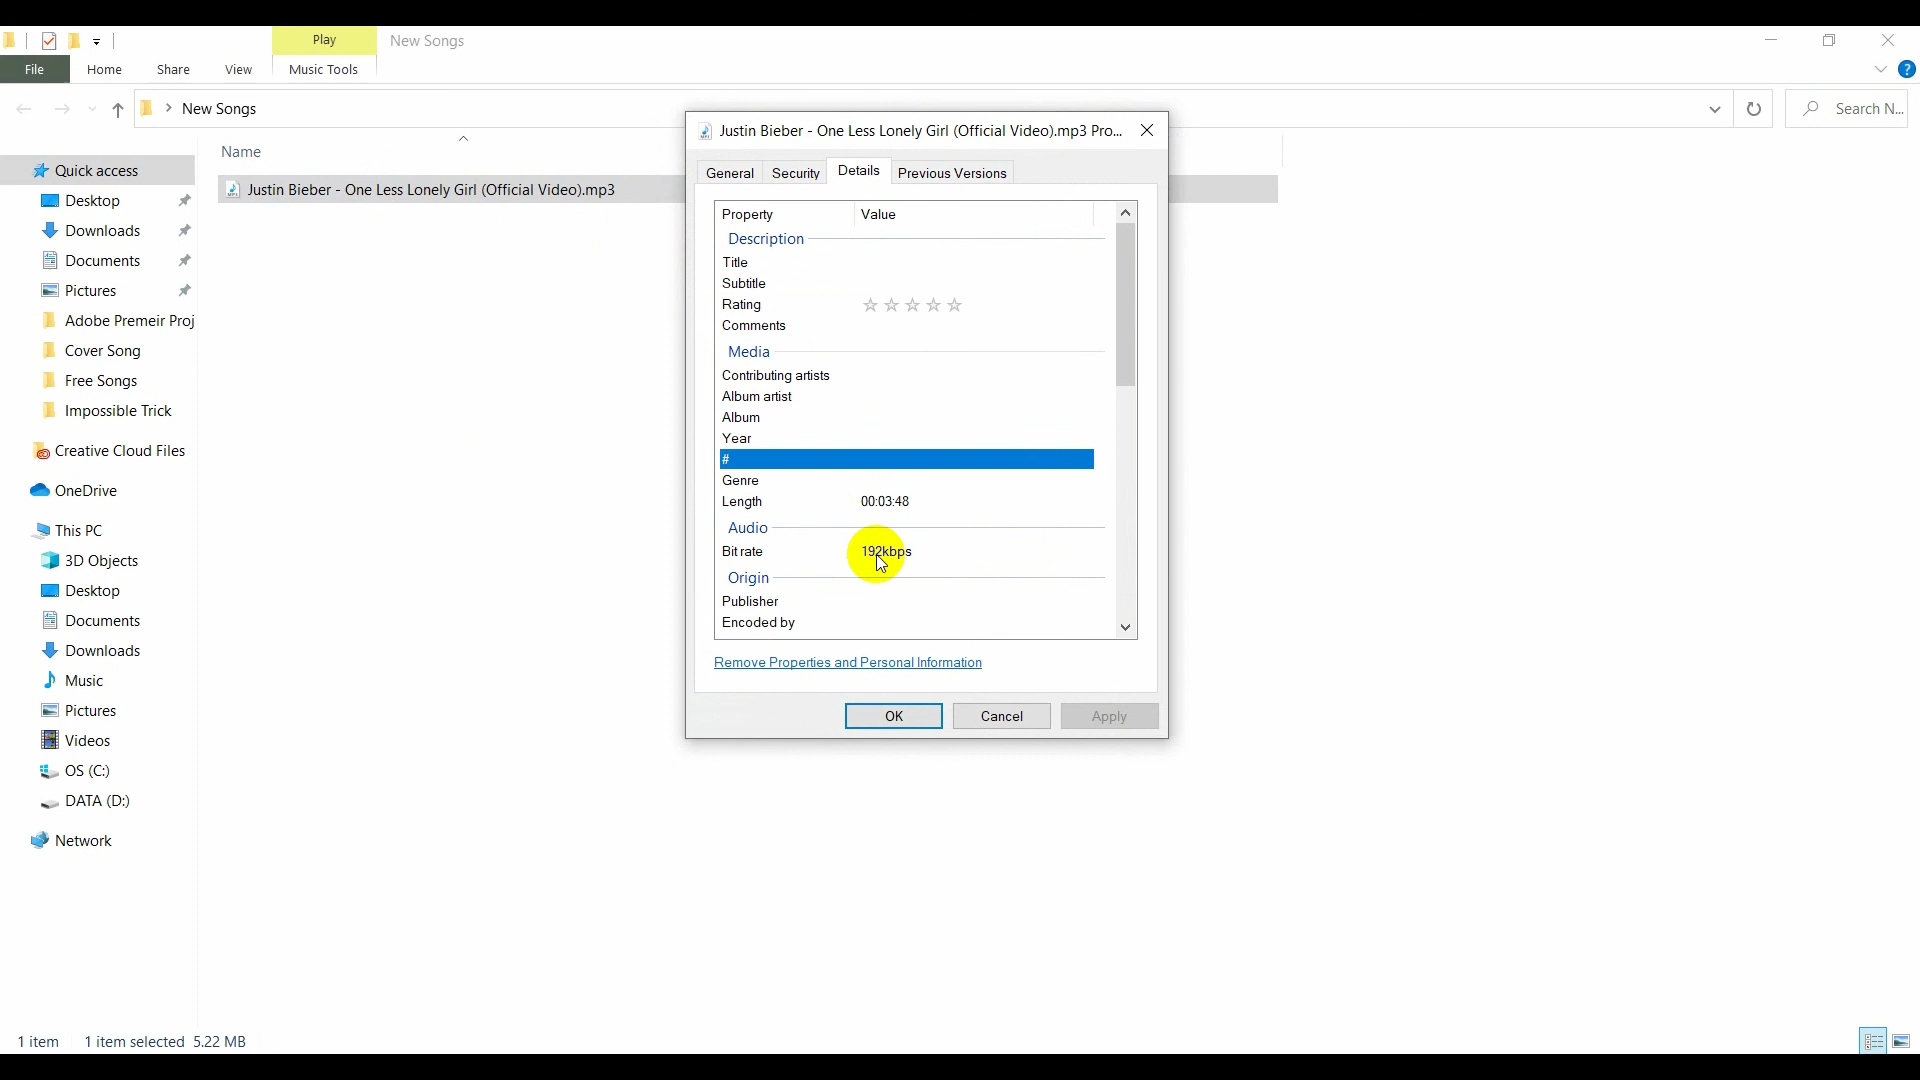 Play
New Songs
File
Home
Share
View
Music Tools
?
New Songs
Search N...
Name
Justin Bieber - One Less Lonely Girl (Official Video).mp3
Quick access
Desktop
Downloads
Documents
Pictures
Adobe Premeir Proj
Cover Song
Free Songs
Impossible Trick
Creative Cloud Files
OneDrive
This PC
3D Objects
Desktop
Documents
Downloads
Music
Pictures
Videos
OS (C:)
DATA (D:)
Network
Justin Bieber - One Less Lonely Girl (Official Video).mp3 Pro...
General Security Details Previous Versions
Property Value
Description
Title
Subtitle
Rating
Comments
Media
Contributing artists
Album artist
Album
Year
#
Genre
Length 00:03:48
Audio
Bit rate 192kbps
Origin
Publisher
Encoded by
Remove Properties and Personal Information
OK Cancel Apply
1 item 1 item selected 5.22 MB